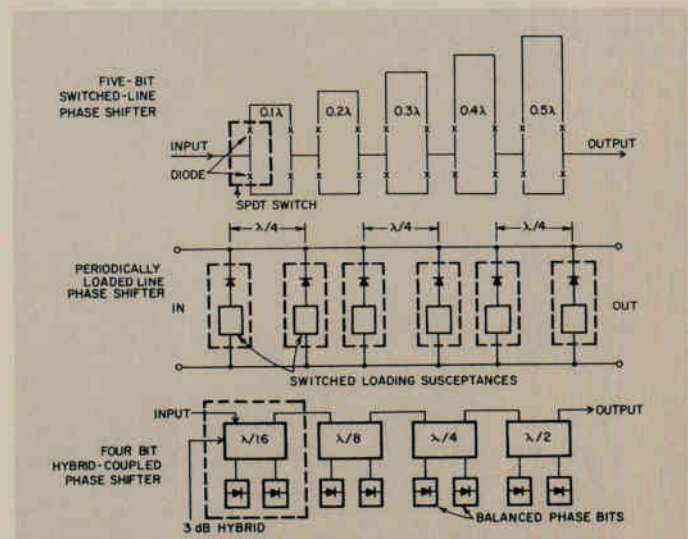 FIVE-BIT
SWITCHED-LINE
PHASE SHIFTER
0.1λ
0.2λ
0.3λ
0.4λ
0.5λ
INPUT
OUTPUT
DIODE
SPDT SWITCH
λ/4
λ/4
λ/4
PERIODICALLY
LOADED LINE
PHASE SHIFTER
IN
OUT
SWITCHED LOADING SUSCEPTANCES
INPUT
OUTPUT
λ/16
λ/8
λ/4
λ/2
FOUR BIT
HYBRID-COUPLED
PHASE SHIFTER
3 dB HYBRID
BALANCED PHASE BITS